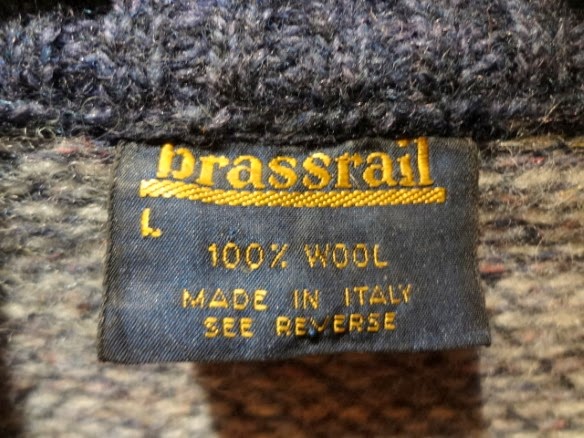 brassrail
L
100% WOOL
MADE IN ITALY
SEE REVERSE